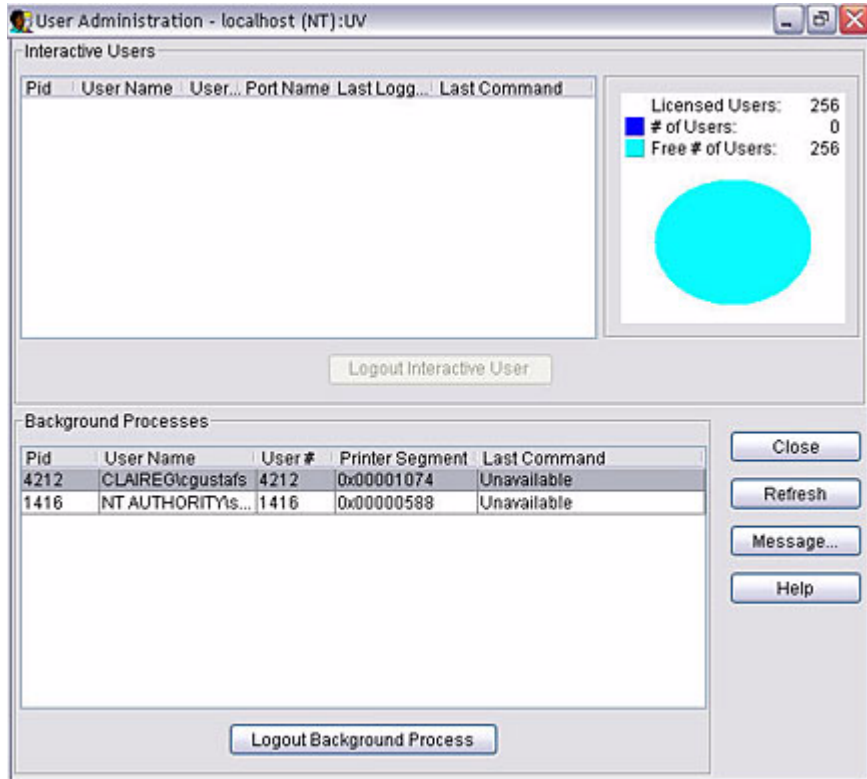 User Administration - localhost (NT):UV
Interactive Users
Pid User Name User... Port Name Last Logg... Last Command
Licensed Users: 256
# of Users: 0
Free # of Users: 256
Logout Interactive User
Background Processes
Pid User Name User # Printer Segment Last Command
4212 CLAIREG\cgustafs 4212 0x00001074 Unavailable
1416 NT AUTHORITY\s... 1416 0x00000588 Unavailable
Close
Refresh
Message...
Help
Logout Background Process